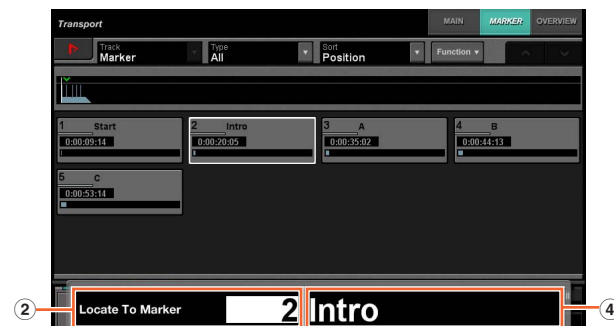 Transport
MAIN MARKER OVERVIEW
Track
Marker
Type
All
Sort
Position
Function
1 Start
0:00:09:14
2 Intro
0:00:20:05
3 A
0:00:35:02
4 B
0:00:44:13
5 C
0:00:53:14
2
Locate To Marker 2 Intro
4